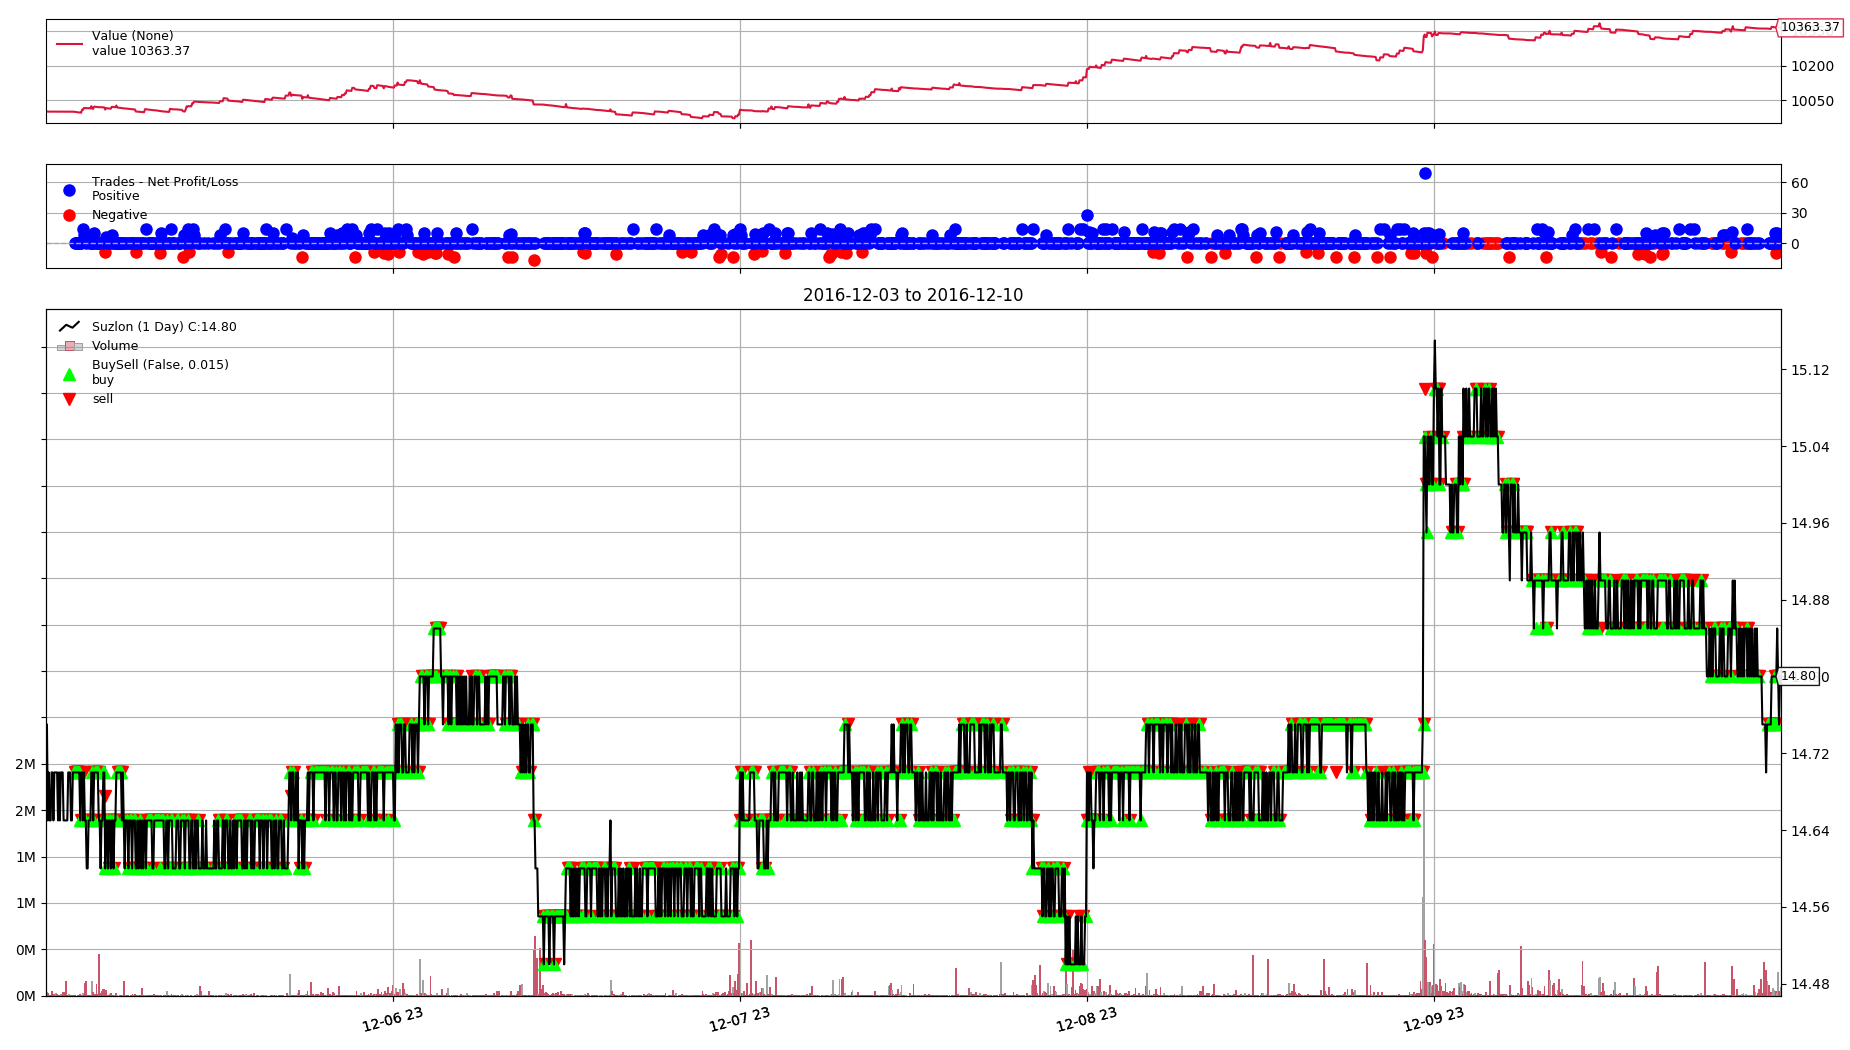 Value (None)
value 10363.37
10363.37
10200
10050
Trades - Net Profit/Loss
Positive
Negative
60
30
0
2016-12-03 to 2016-12-10
Suzlon (1 Day) C:14.80
Volume
BuySell (False, 0.015)
buy
sell
15.12
15.04
14.96
14.88
14.80
0
14.72
14.64
14.56
14.48
2M
2M
1M
1M
0M
0M
12-06 23
12-07 23
12-08 23
12-09 23